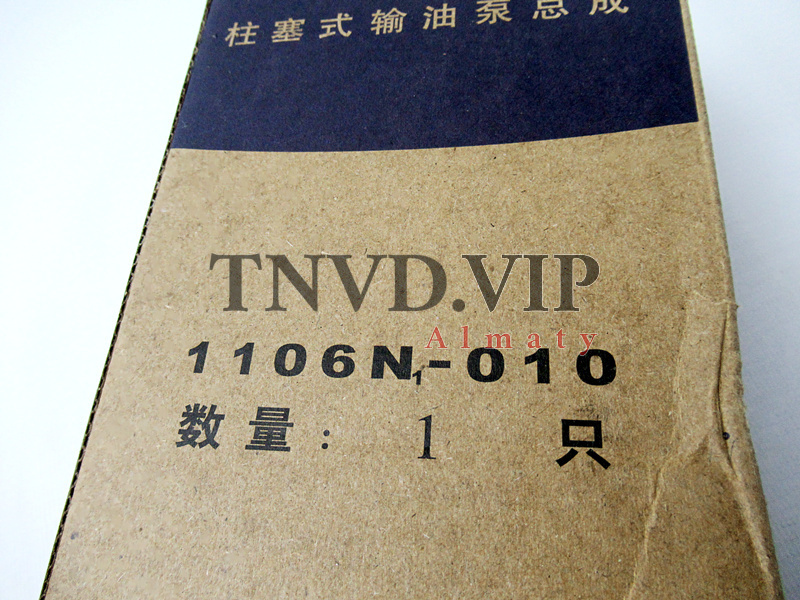 柱塞式输油泵总成
TNVD.VIP
Almaty
1106N1-010
数量: 1 只